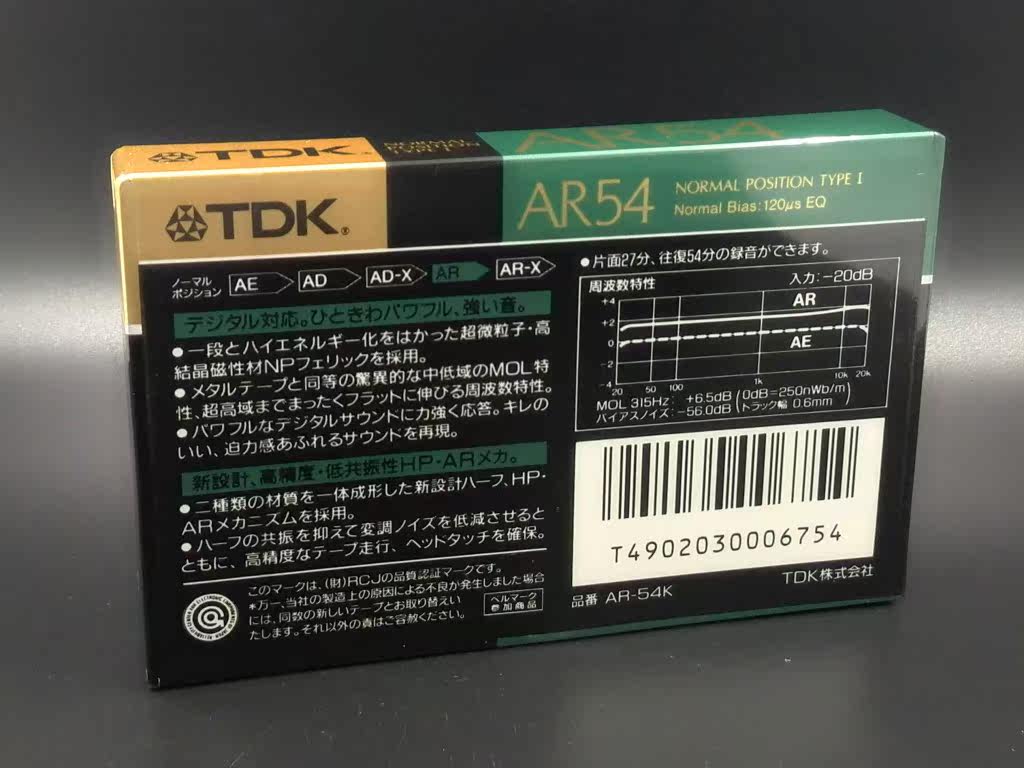 TDK
AR 54
TDK®
AR54
NORMAL POSITION TYPE I
Normal Bias:120μs EQ
ノーマル
ポジション
AE
AD
AD-X
AR
AR-X
デジタル対応。ひときわパワフル、強い音。
●一段とハイエネルギー化をはかった超微粒子・高
結晶磁性材NPフェリックを採用。
●メタルテープと同等の驚異的な中低域のMOL特
性、超高域までまったくフラットに伸びる周波数特性。
●パワフルなデジタルサウンドに力強く応答。キレの
いい、迫力感あふれるサウンドを再現。
新設計、高精度・低共振性HP・ARメカ。
●二種類の材質を一体成形した新設計ハーフ、HP・
ARメカニズムを採用。
●ハーフの共振を抑えて変調ノイズを低減させると
ともに、高精度なテープ走行、ヘッドタッチを確保。
このマークは、(財)RCJの品質認証マークです。
*万一、当社の製造上の原因による不良が発生しました場合
には、同数の新しいテープとお取り替えい
たします。それ以外の責はご容赦ください。
ベルマーク
参加商品
●片面27分、往復54分の録音ができます。
周波数特性
入力:-20dB
+4
+2
0
-2
-4
AR
AE
20 50 100 1k 10k 20k
MOL 315Hz: +6.5dB (0dB=250nWb/m)
バイアスノイズ: -56.0dB (トラック幅 0.6mm)
T4902030006754
TDK株式会社
品番 AR-54K